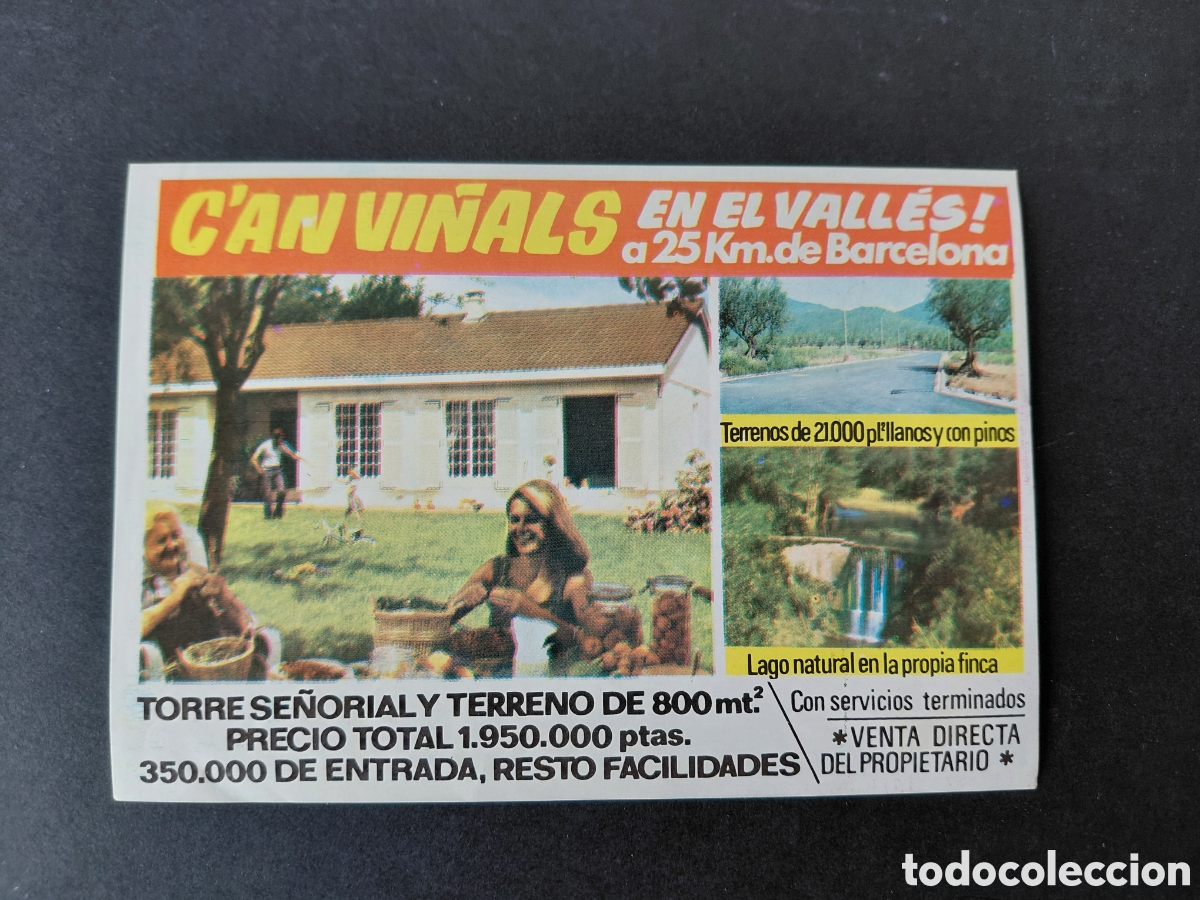 C'AN VIÑALS EN EL VALLÉS!
a 25 Km. de Barcelona
Terrenos de 21.000 pl.² llanos y con pinos
Lago natural en la propia finca
TORRE SEÑORIAL Y TERRENO DE 800 mt.²
PRECIO TOTAL 1.950.000 ptas.
350.000 DE ENTRADA, RESTO FACILIDADES
Con servicios terminados
*VENTA DIRECTA
DEL PROPIETARIO *
todocoleccion